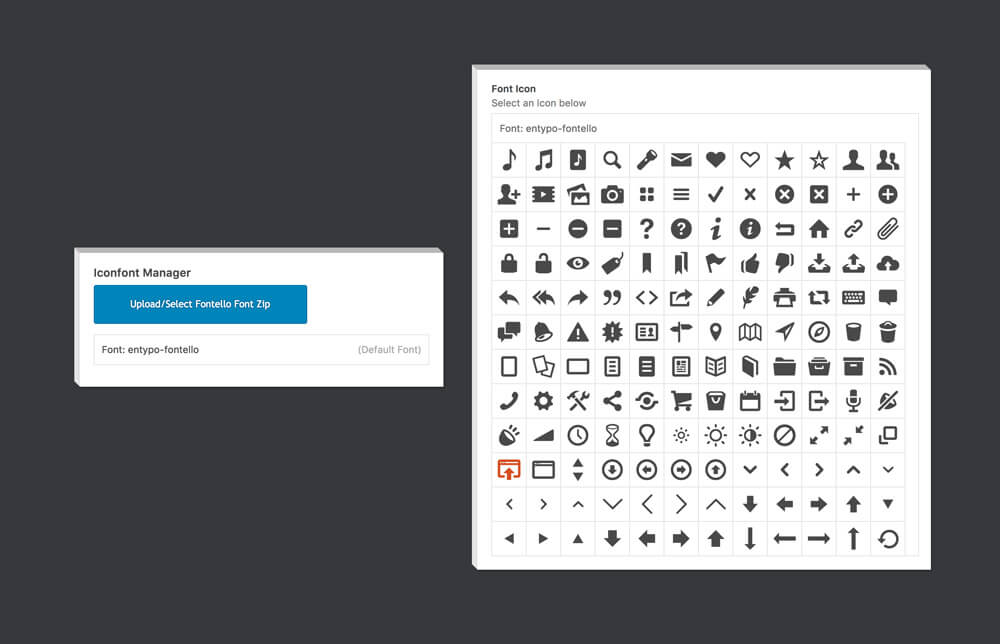 Iconfont Manager
Upload/Select Fontello Font Zip
Font: entypo-fontello
(Default Font)
Font Icon
Select an icon below
Font: entypo-fontello